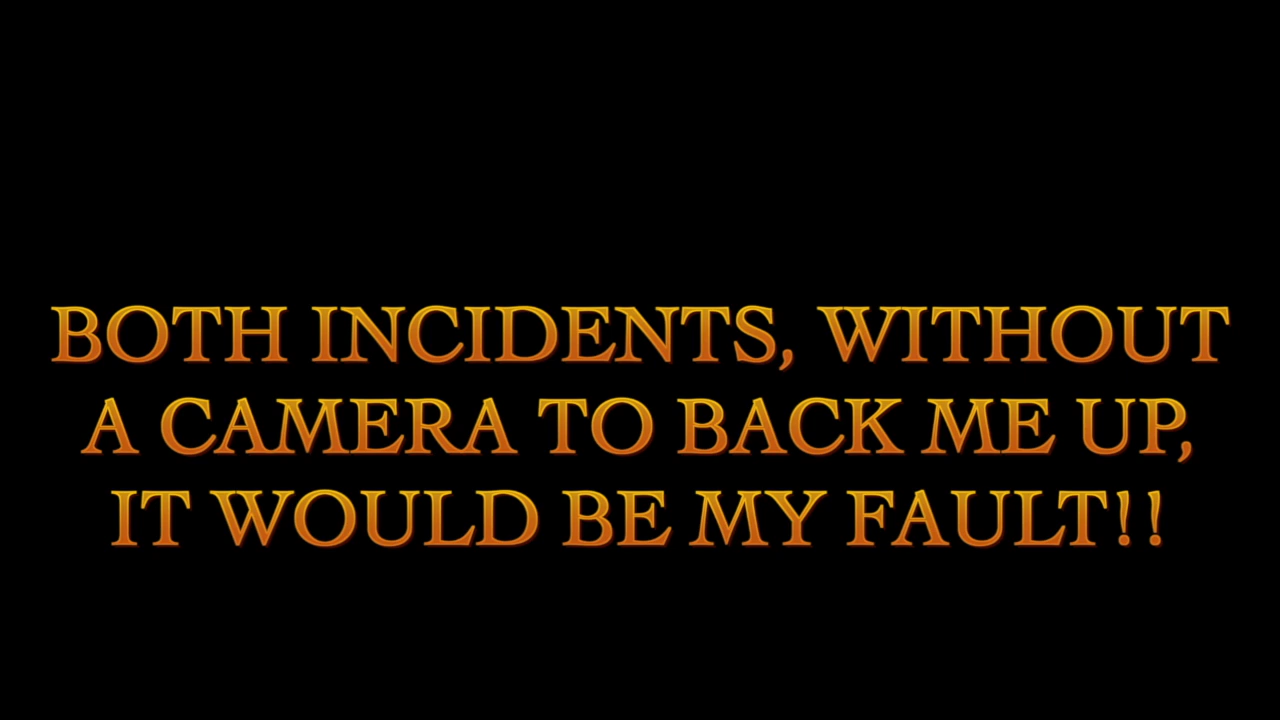 BOTH INCIDENTS, WITHOUT
A CAMERA TO BACK ME UP,
IT WOULD BE MY FAULT!!